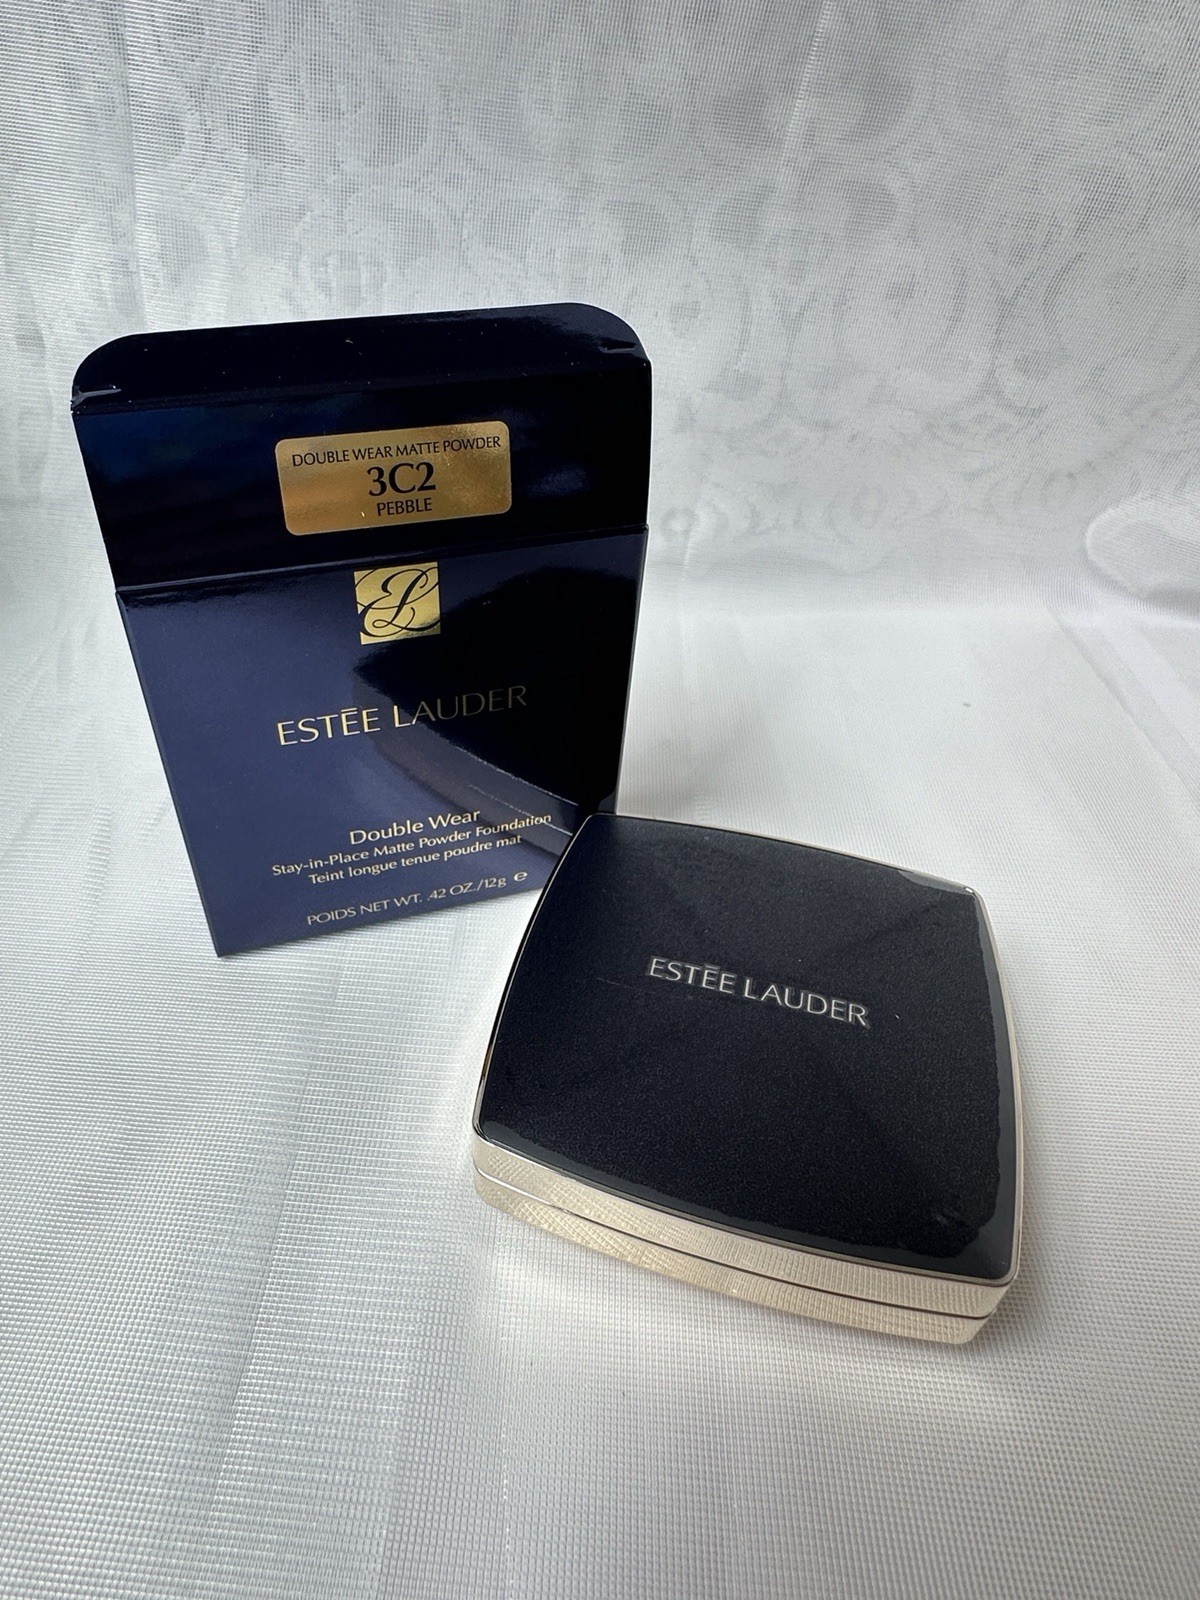 DOUBLE WEAR MATTE POWDER
3C2
PEBBLE
ESTĒE LAUDER
Double Wear
Stay-in-Place Matte Powder Foundation
Teint longue tenue poudre mat
POIDS NET WT. .42 OZ./12g ℮
ESTĒE LAUDER